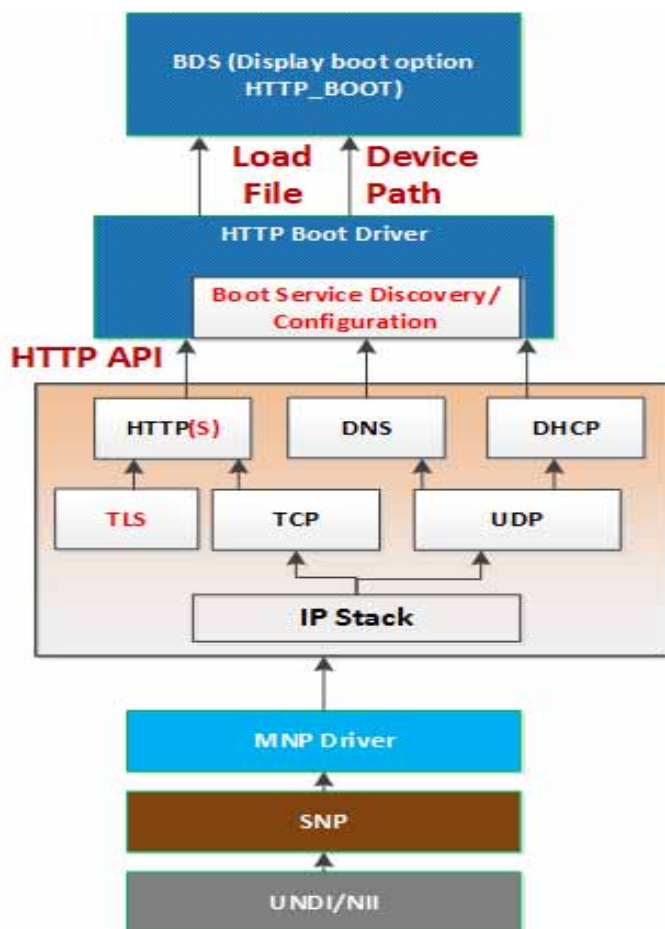 BDS (Display boot option
HTTP_BOOT)
Load
File
Device
Path
HTTP Boot Driver
Boot Service Discovery/
Configuration
HTTP API
HTTP(S)
DNS
DHCP
TLS
TCP
UDP
IP Stack
MNP Driver
SNP
UNDI/NII